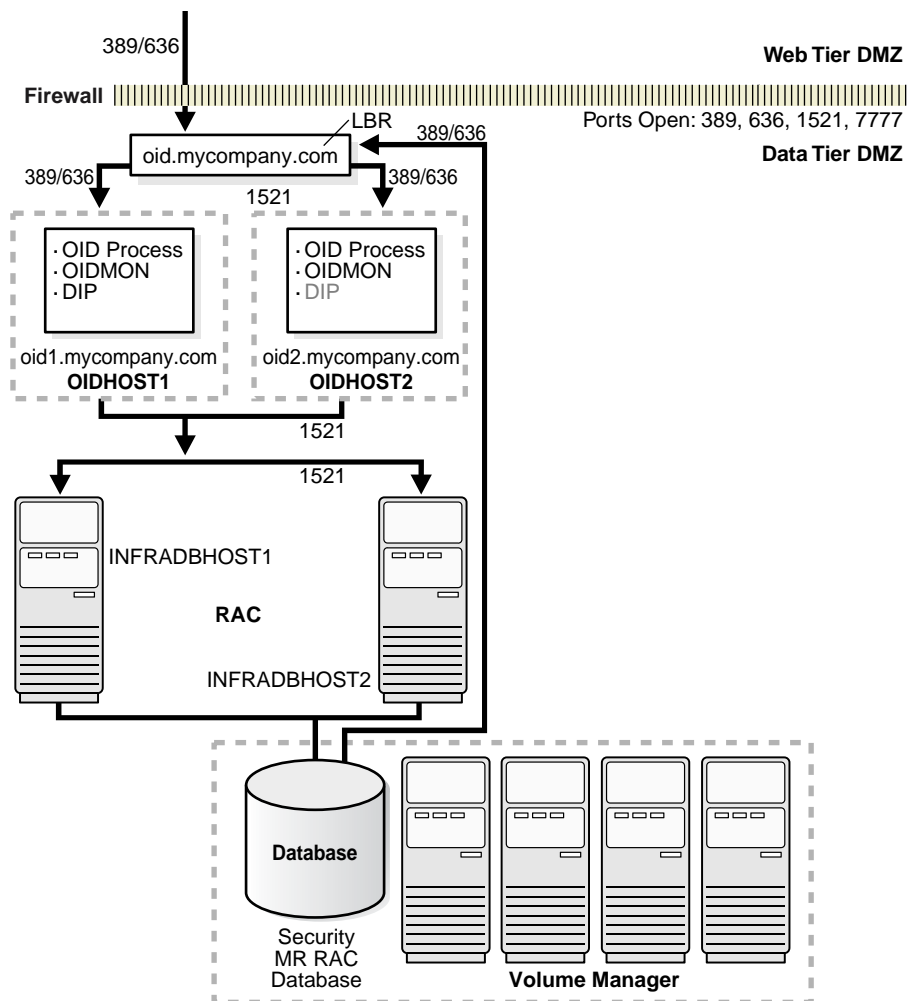 389/636
Web Tier DMZ
Firewall
Ports Open: 389, 636, 1521, 7777
LBR
389/636
Data Tier DMZ
oid.mycompany.com
389/636
389/636
1521
· OID Process
· OIDMON
· DIP
· OID Process
· OIDMON
· DIP
oid1.mycompany.com
OIDHOST1
oid2.mycompany.com
OIDHOST2
1521
1521
INFRADBHOST1
RAC
INFRADBHOST2
Database
Security
MR RAC
Database
Volume Manager